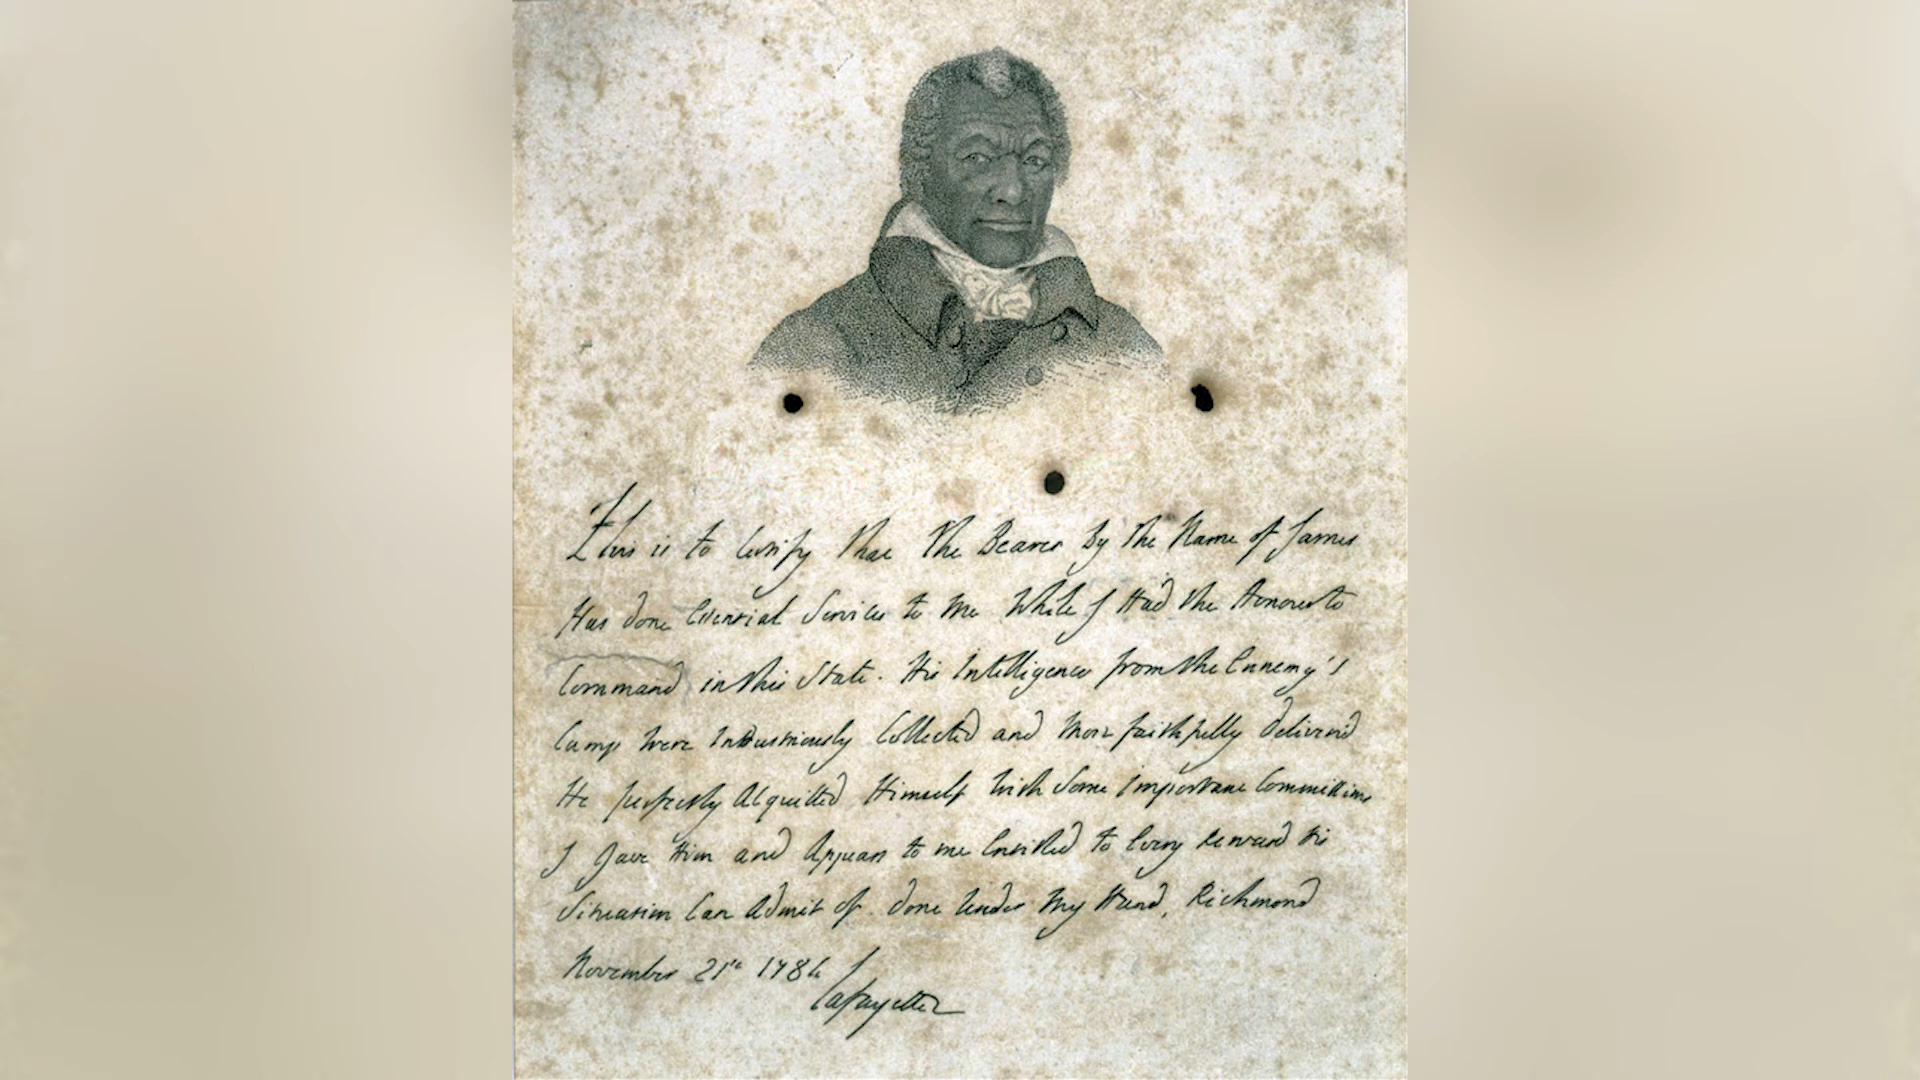 This is to Certify that the Bearer By the Name of James
Has done Essential Services to Me While I Had the Honour to
Command in this State. His Intelligences from the Ennemy's
Camp were Industriously Collected and More faithfully deliver'd
He perfectly Acquitted Himself with Some Important Commissions
I Gave Him and Appears to me Entitled to Every Reward His
Situation Can Admit of. Done Under My Hand, Richmond
November 21st 1784
Lafayette